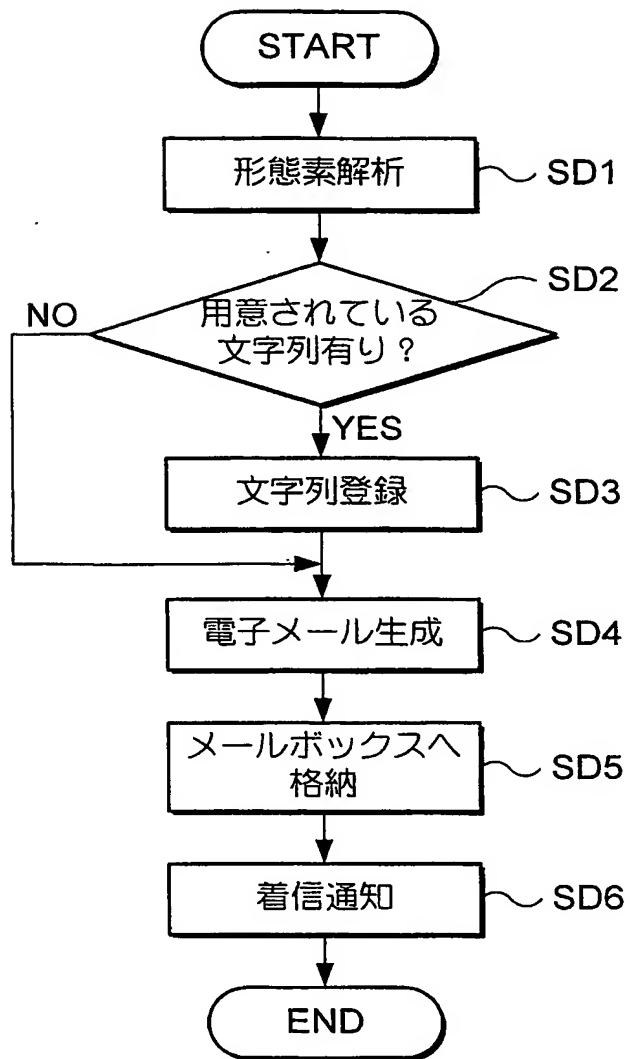 START
形態素解析
SD1
用意されている
文字列有り?
SD2
NO
YES
文字列登録
SD3
電子メール生成
SD4
メールボックスへ
格納
SD5
着信通知
SD6
END